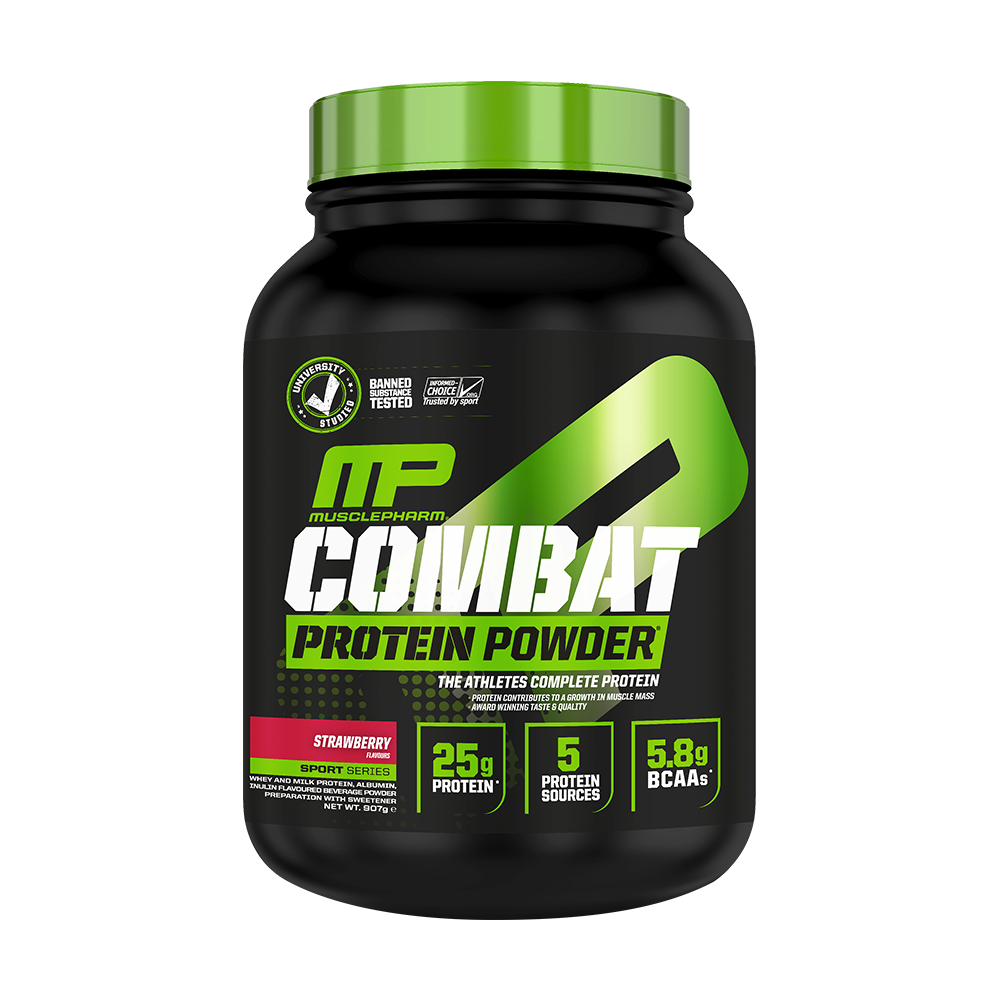 UNIVERSITY
STUDIED
BANNED
SUBSTANCE
TESTED
INFORMED-
CHOICE
.ORG
Trusted by sport
MP
MUSCLEPHARM®
COMBAT
PROTEIN POWDER*
THE ATHLETES COMPLETE PROTEIN
- PROTEIN CONTRIBUTES TO A GROWTH IN MUSCLE MASS
- AWARD WINNING TASTE & QUALITY
STRAWBERRY
FLAVOURS
SPORT SERIES
WHEY AND MILK PROTEIN, ALBUMIN,
INULIN FLAVOURED BEVERAGE POWDER
PREPARATION WITH SWEETENER
NET WT. 907g ℮
25g
PROTEIN*
5
PROTEIN
SOURCES
5.8g
BCAAs*